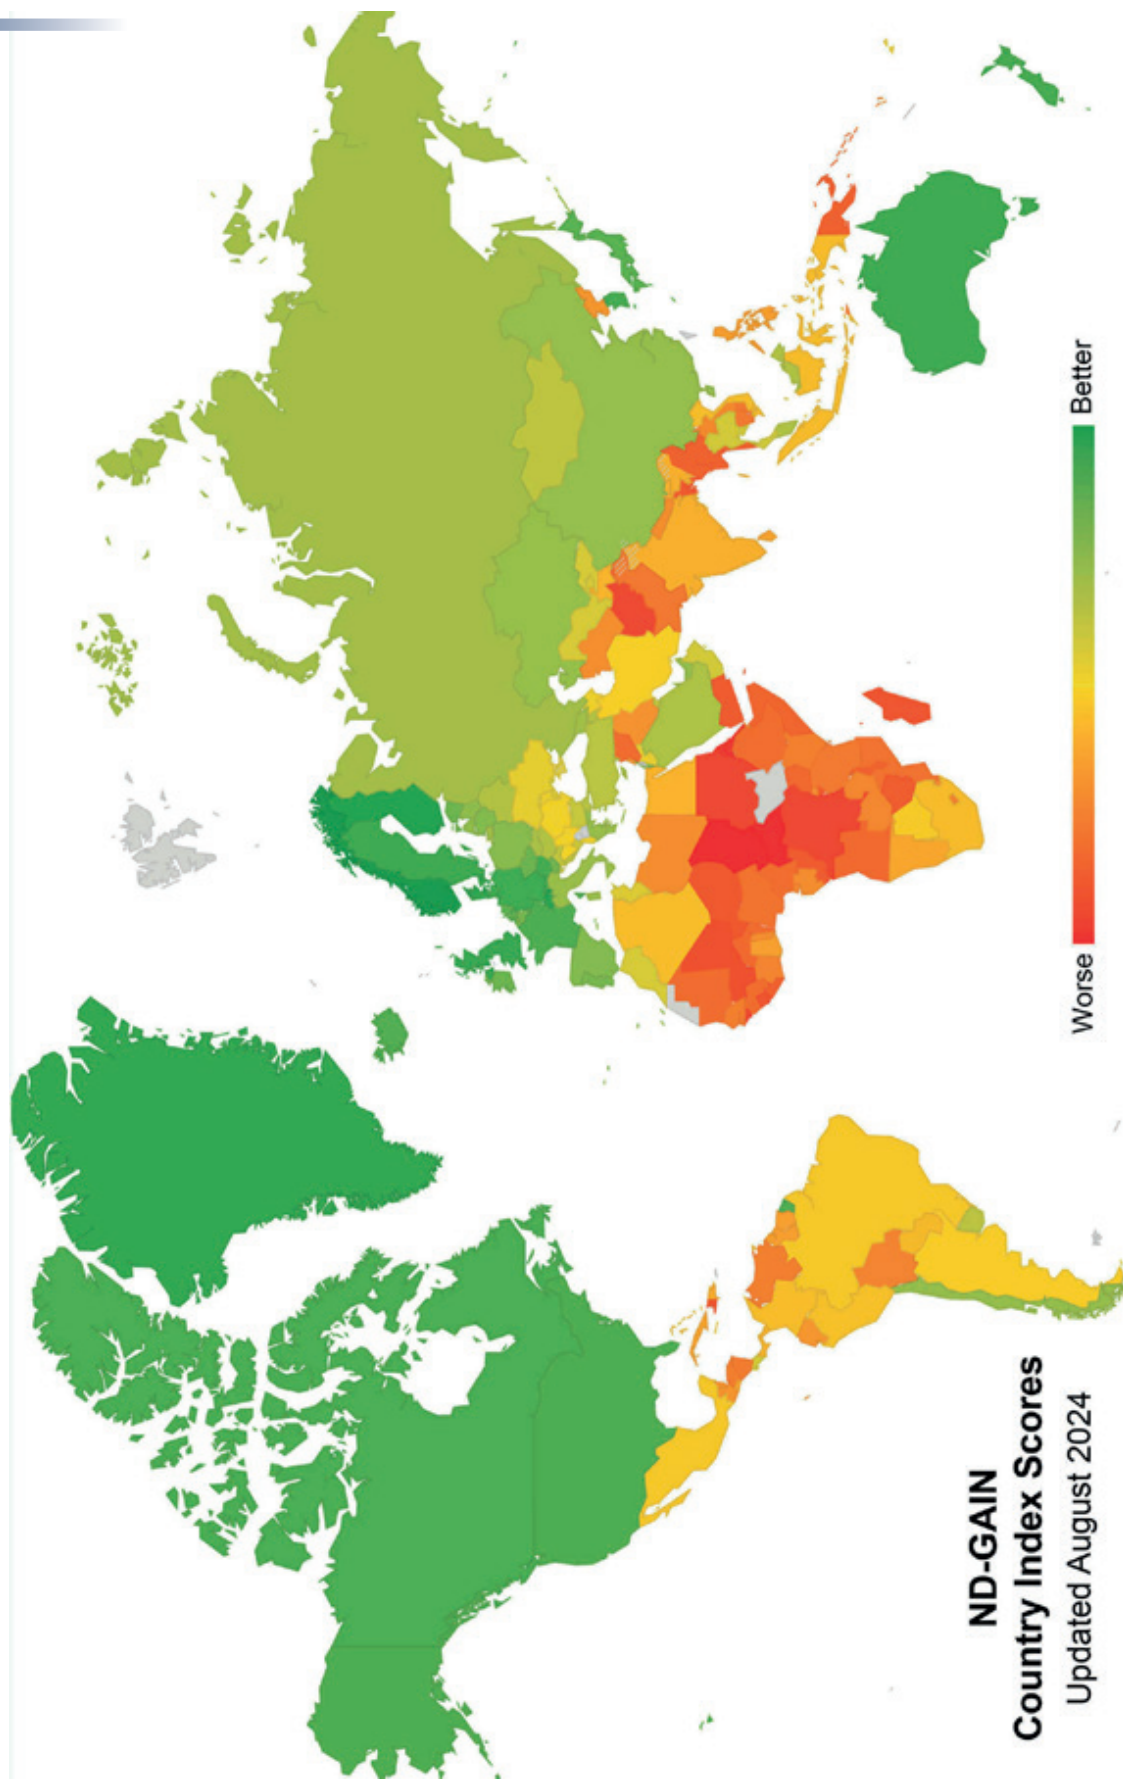 ND-GAIN
Country Index Scores
Updated August 2024
Worse
Better